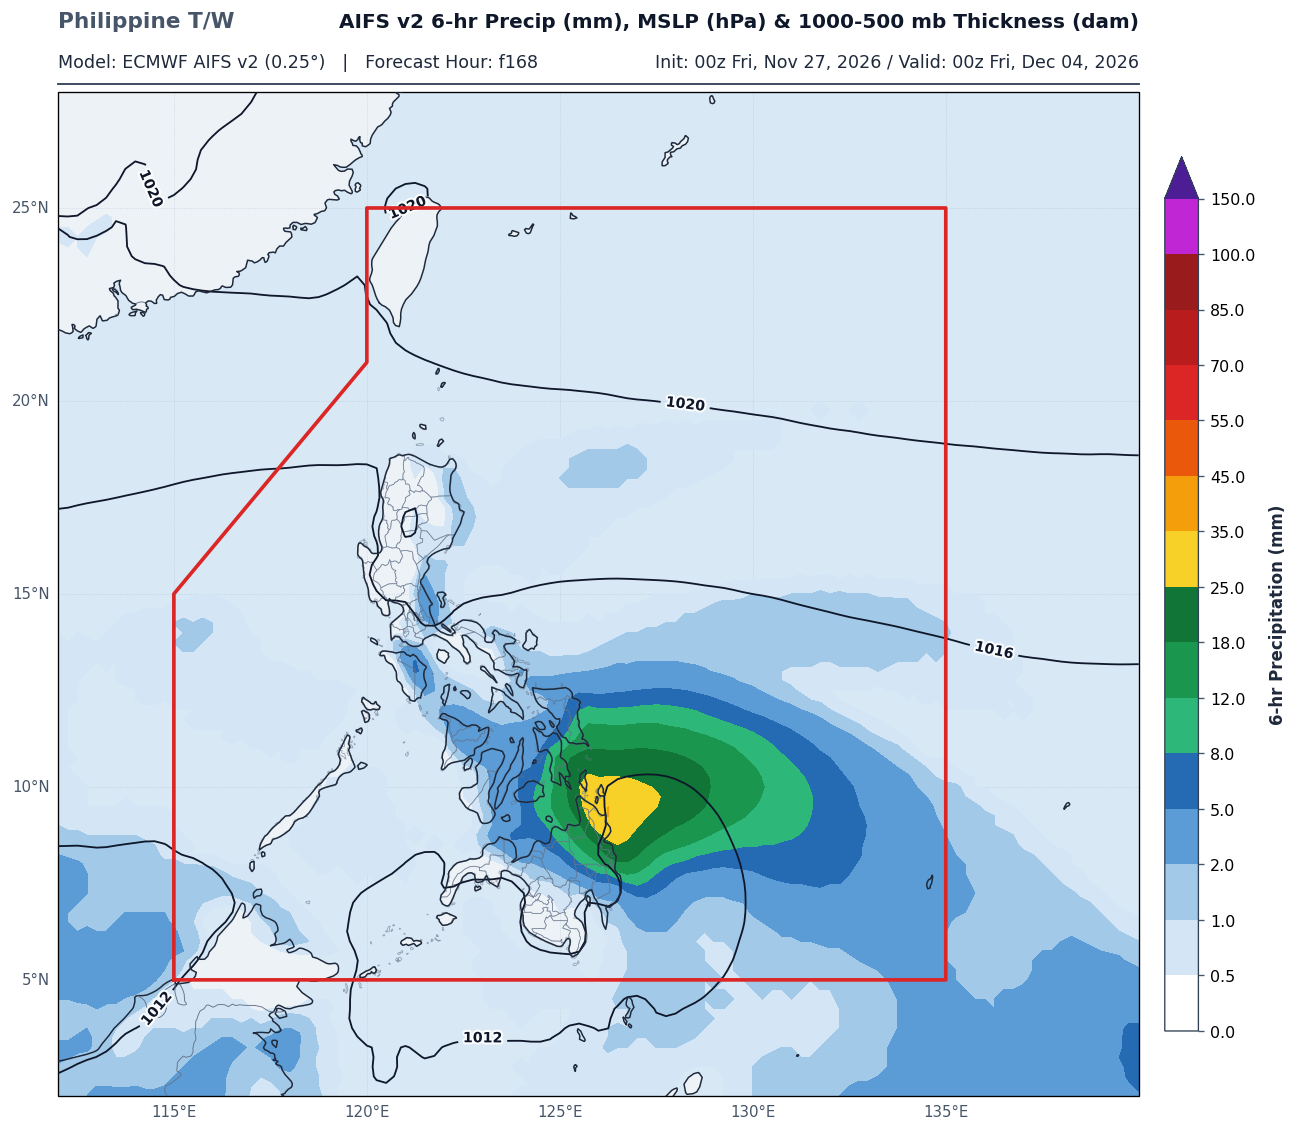 Philippine T/W
AIFS v2 6-hr Precip (mm), MSLP (hPa) & 1000-500 mb Thickness (dam)
Model: ECMWF AIFS v2 (0.25°) | Forecast Hour: f168
Init: 00z Fri, Nov 27, 2026 / Valid: 00z Fri, Dec 04, 2026
25°N
20°N
15°N
10°N
5°N
1020
1020
1020
1016
1012
1012
115°E
120°E
125°E
130°E
135°E
150.0
100.0
85.0
70.0
55.0
45.0
35.0
25.0
18.0
12.0
8.0
5.0
2.0
1.0
0.5
0.0
6-hr Precipitation (mm)